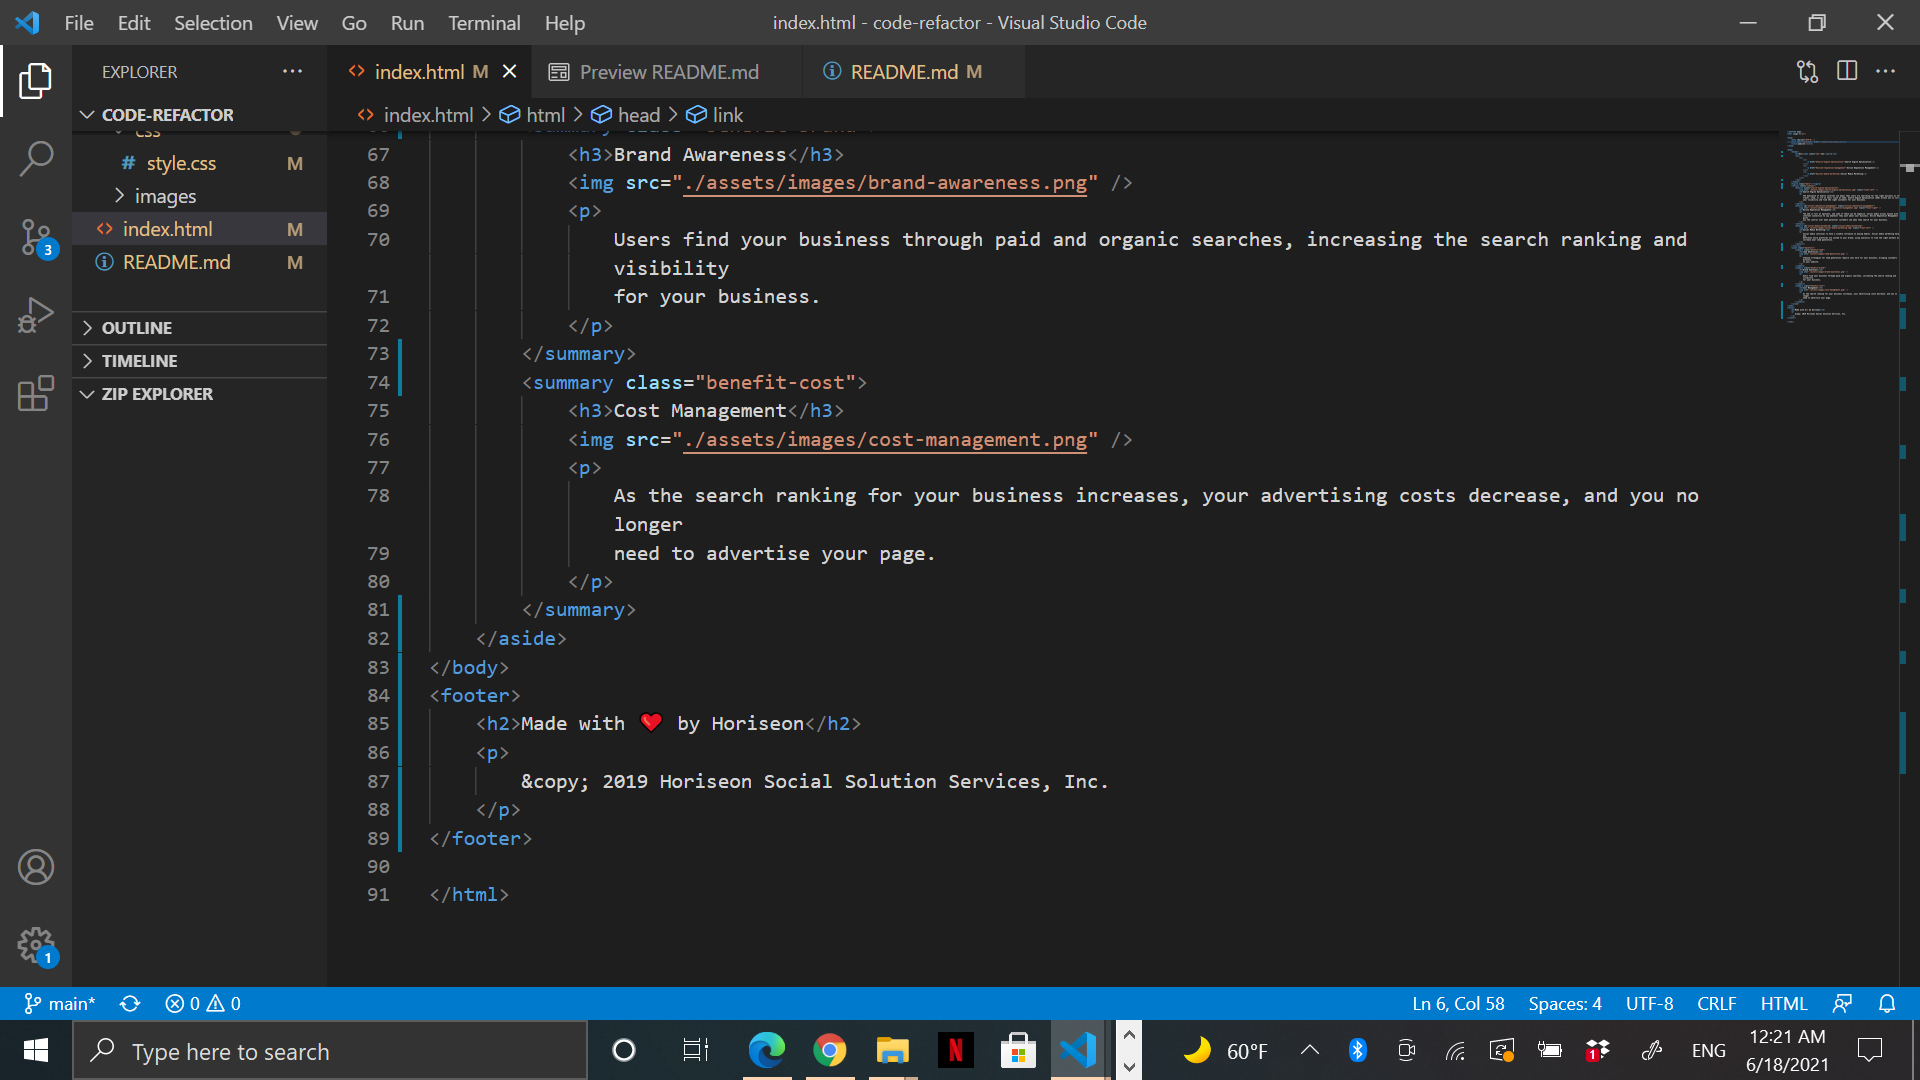 File Edit Selection View Go Run Terminal Help
index.html - code-refactor - Visual Studio Code
EXPLORER
index.html M
Preview README.md
README.md M
CODE-REFACTOR
index.html > html > head > link
css
style.css M
images
index.html M
README.md M
OUTLINE
TIMELINE
ZIP EXPLORER
3
1
67 <h3>Brand Awareness</h3>
68 <img src="./assets/images/brand-awareness.png" />
69 <p>
70 Users find your business through paid and organic searches, increasing the search ranking and
visibility
71 for your business.
72 </p>
73 </summary>
74 <summary class="benefit-cost">
75 <h3>Cost Management</h3>
76 <img src="./assets/images/cost-management.png" />
77 <p>
78 As the search ranking for your business increases, your advertising costs decrease, and you no
longer
79 need to advertise your page.
80 </p>
81 </summary>
82 </aside>
83 </body>
84 <footer>
85 <h2>Made with ❤️ by Horiseon</h2>
86 <p>
87 &copy; 2019 Horiseon Social Solution Services, Inc.
88 </p>
89 </footer>
90
91 </html>
main* 0 0
Ln 6, Col 58 Spaces: 4 UTF-8 CRLF HTML
Type here to search
N
60°F
1
ENG
12:21 AM
6/18/2021